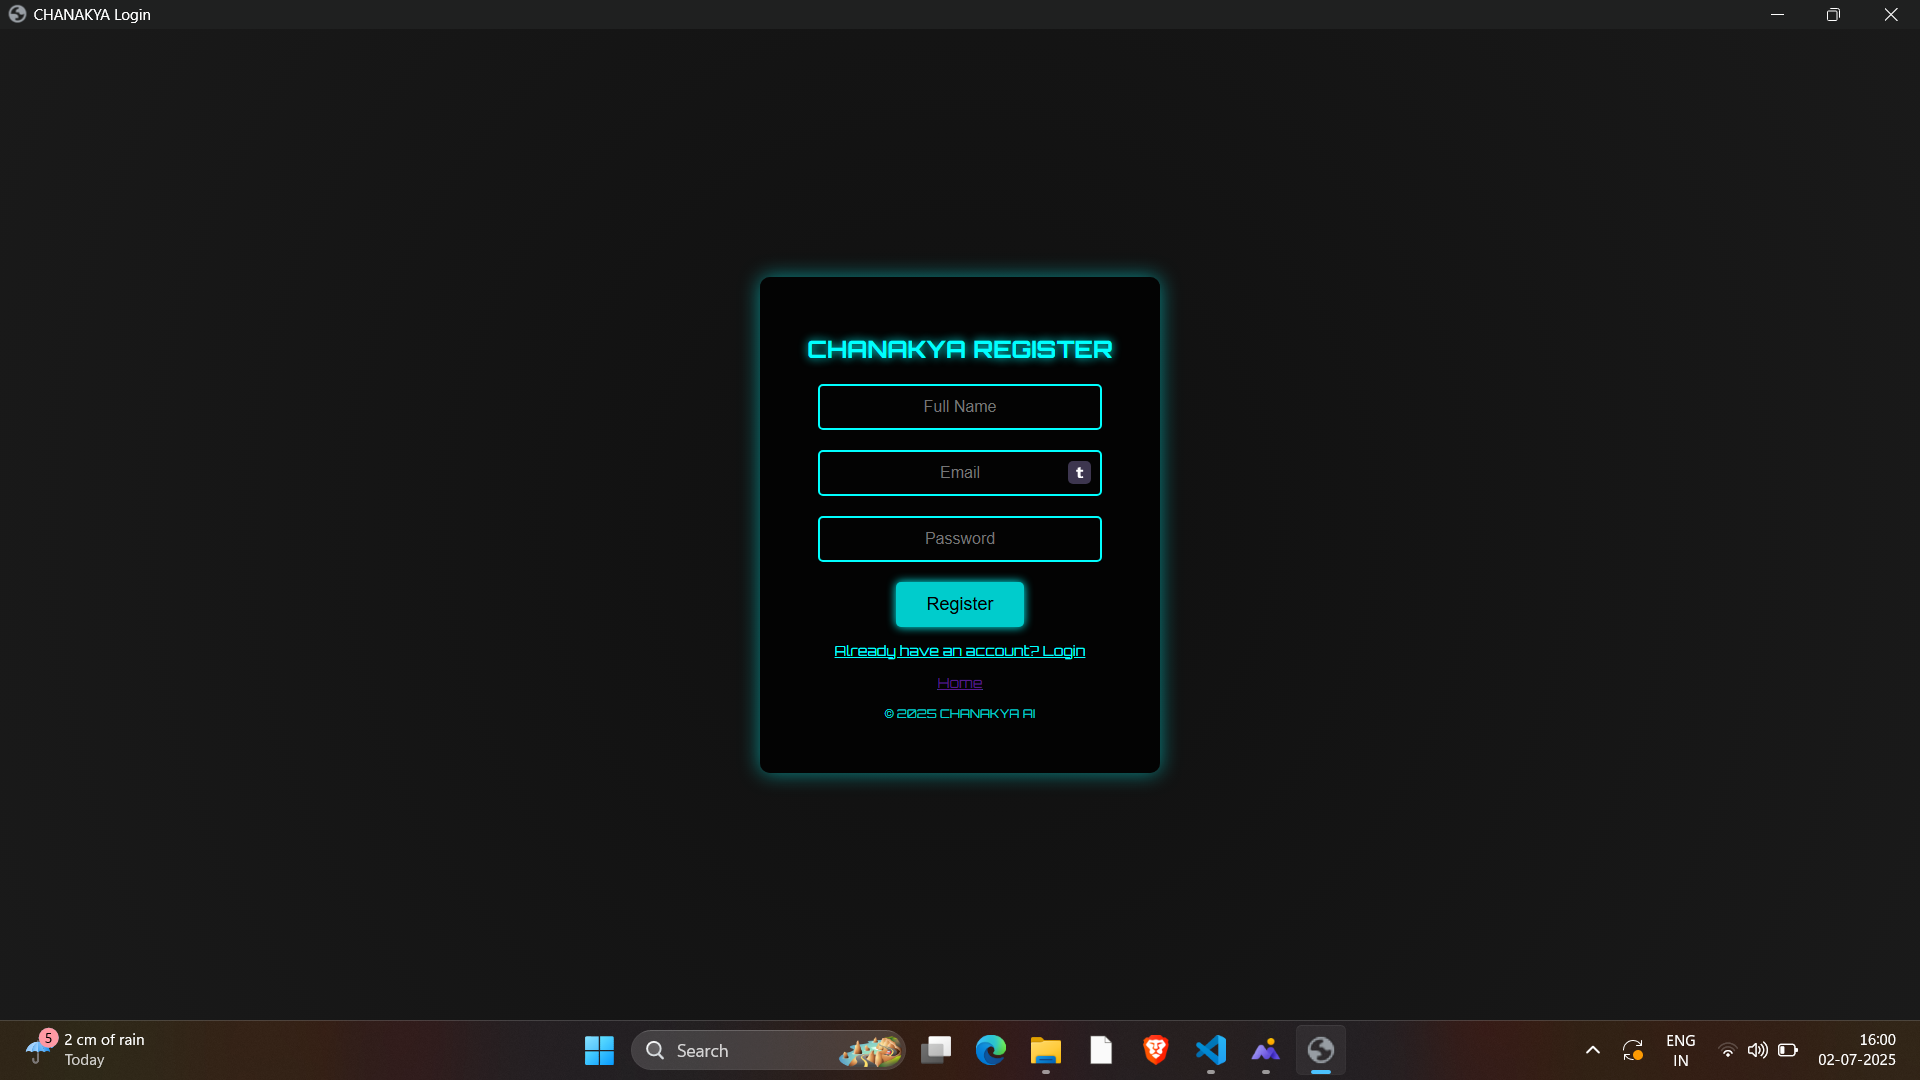 CHANAKYA Login
CHANAKYA REGISTER
Full Name
Email
t
Password
Register
Already have an account? Login
Home
© 2025 CHANAKYA AI
5
2 cm of rain
Today
Search
ENG
IN
16:00
02-07-2025